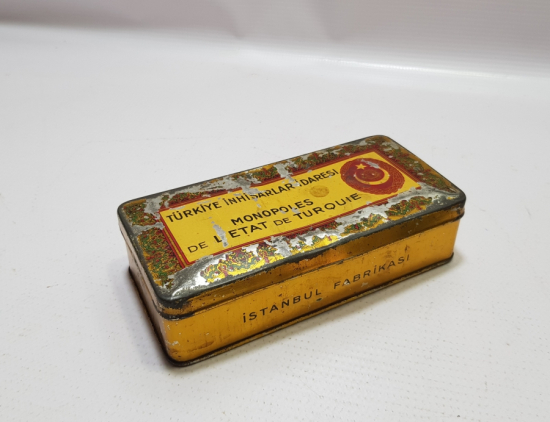 TÜRKİYE İNHİSARLAR İDARESİ
MONOPOLES
DE L'ETAT DE TURQUIE
İSTANBUL FABRİKASI